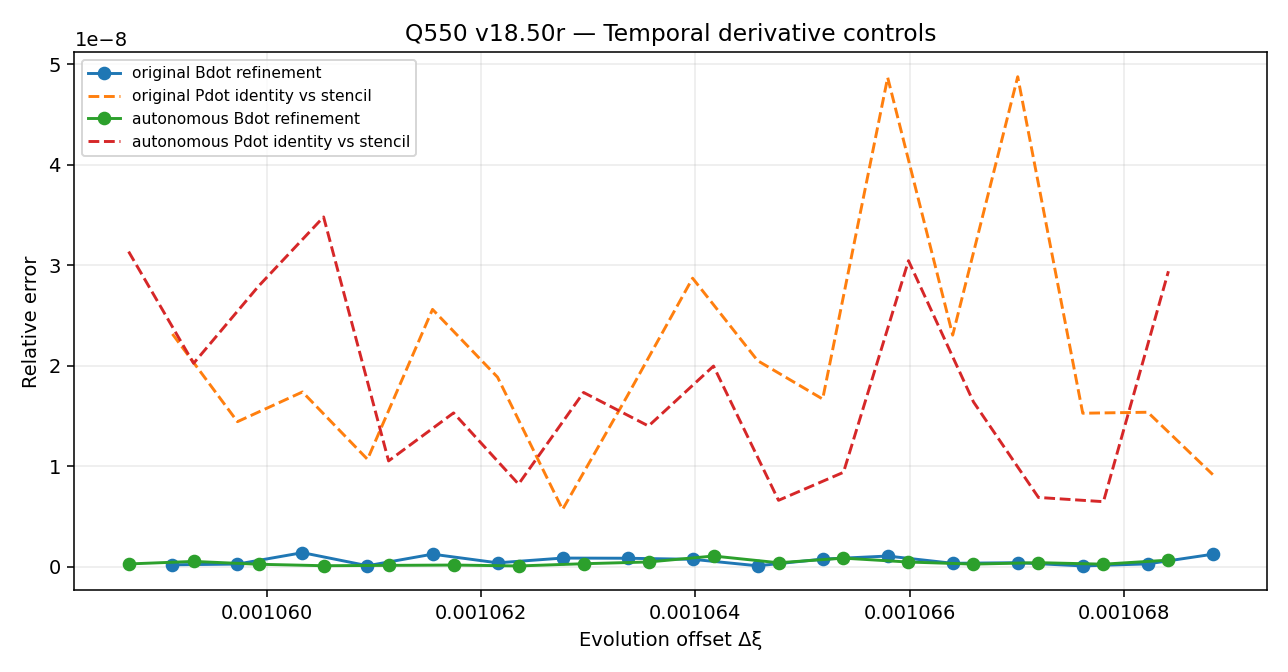 Q550 v18.50r — Temporal derivative controls
1e−8
original Bdot refinement
original Pdot identity vs stencil
autonomous Bdot refinement
autonomous Pdot identity vs stencil
5
4
3
2
1
0
Relative error
0.001060
0.001062
0.001064
0.001066
0.001068
Evolution offset Δξ